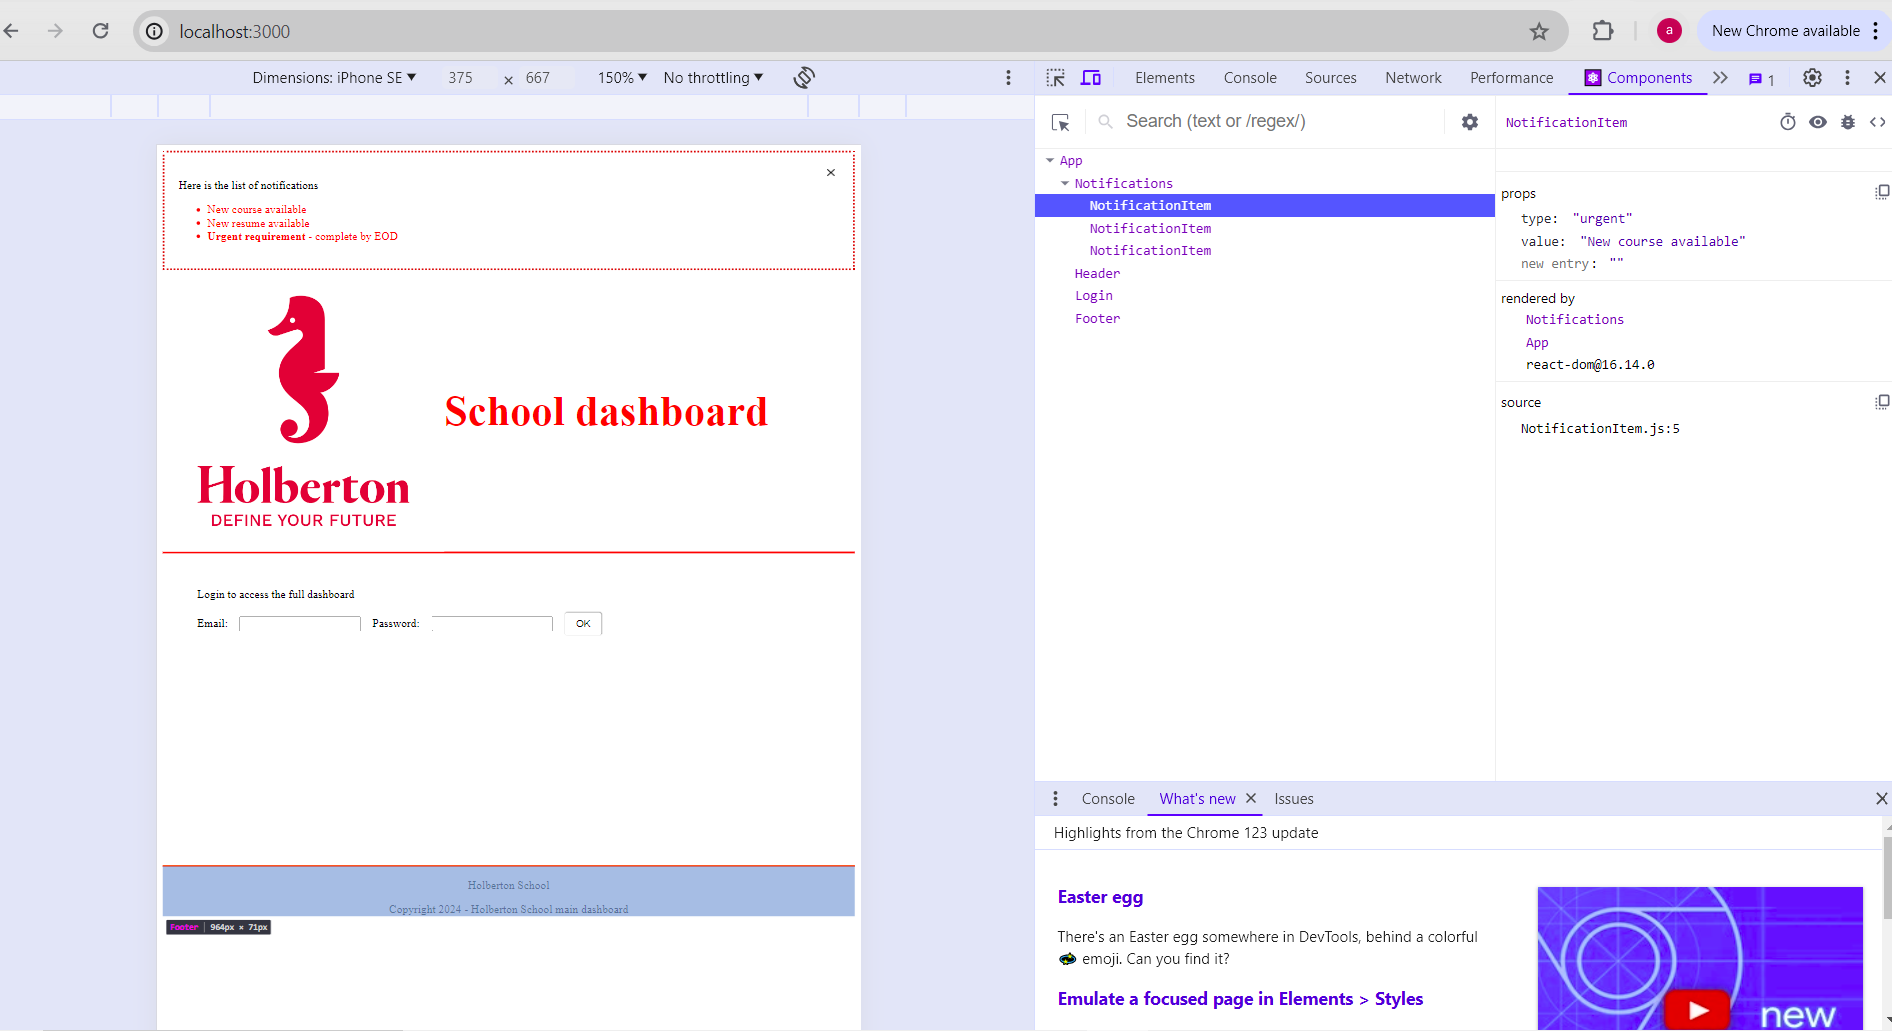 localhost:3000
a
New Chrome available
Dimensions: iPhone SE 375 × 667 150% No throttling
Elements Console Sources Network Performance Components 1
Here is the list of notifications
New course available
New resume available
Urgent requirement - complete by EOD
School dashboard
Holberton
DEFINE YOUR FUTURE
Login to access the full dashboard
Email: Password: OK
Holberton School
Copyright 2024 - Holberton School main dashboard
Footer | 964px × 71px
Search (text or /regex/)
App
Notifications
NotificationItem
NotificationItem
NotificationItem
Header
Login
Footer
NotificationItem
props
type: "urgent"
value: "New course available"
new entry: ""
rendered by
Notifications
App
react-dom@16.14.0
source
NotificationItem.js:5
Console What's new Issues
Highlights from the Chrome 123 update
Easter egg
There's an Easter egg somewhere in DevTools, behind a colorful
emoji. Can you find it?
Emulate a focused page in Elements > Styles
new